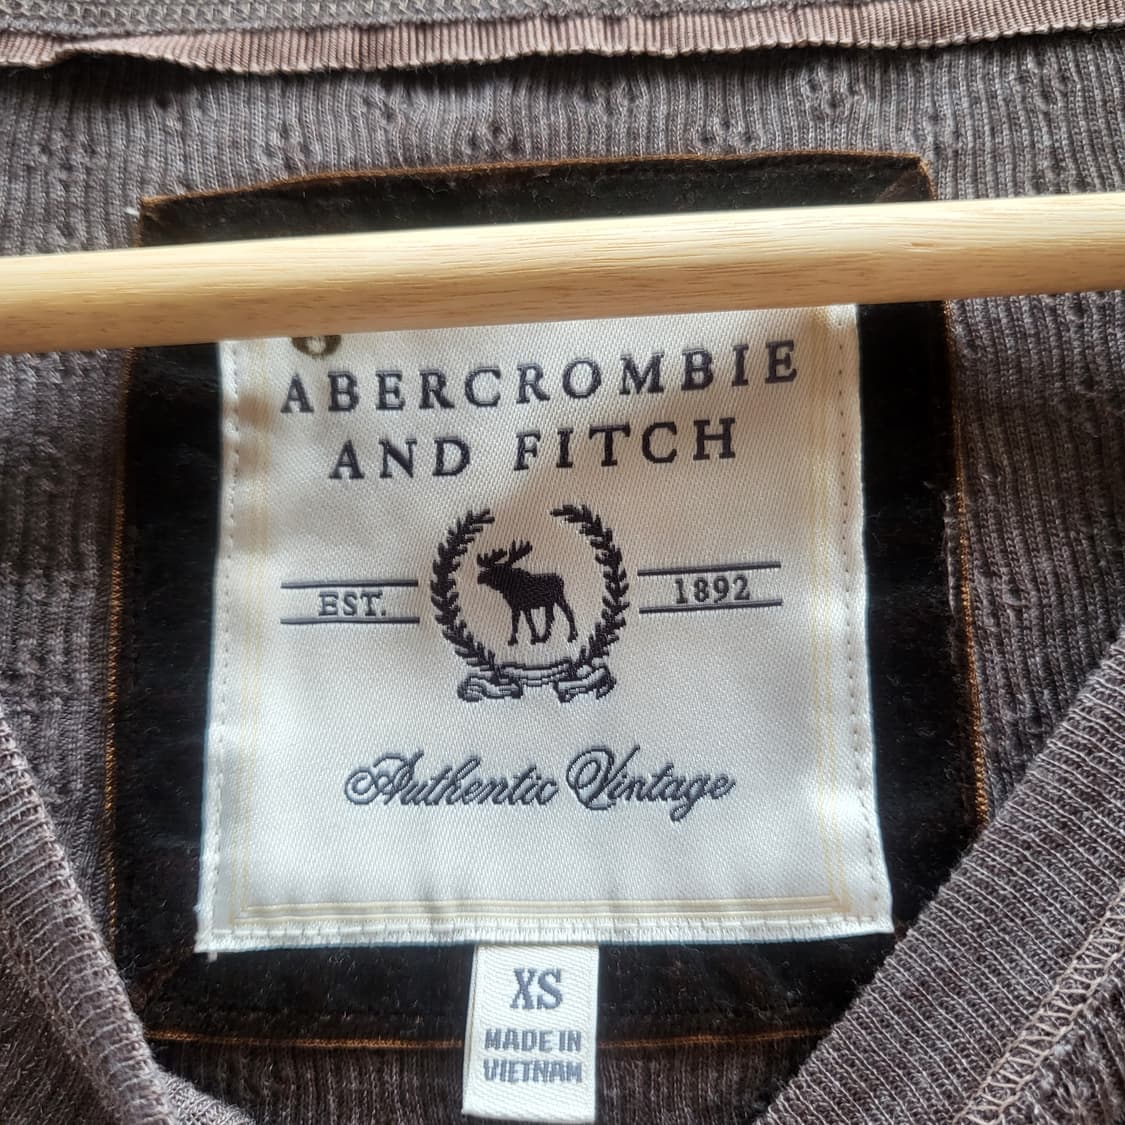 ABERCROMBIE
AND FITCH
EST. 1892
Authentic Vintage
XS
MADE IN
VIETNAM